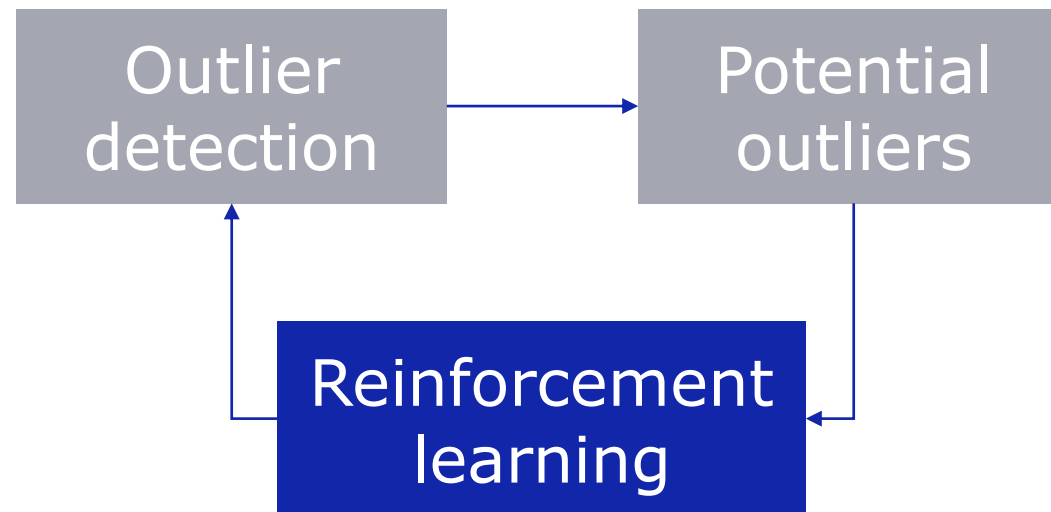 Outlier
detection
Potential
outliers
Reinforcement
learning